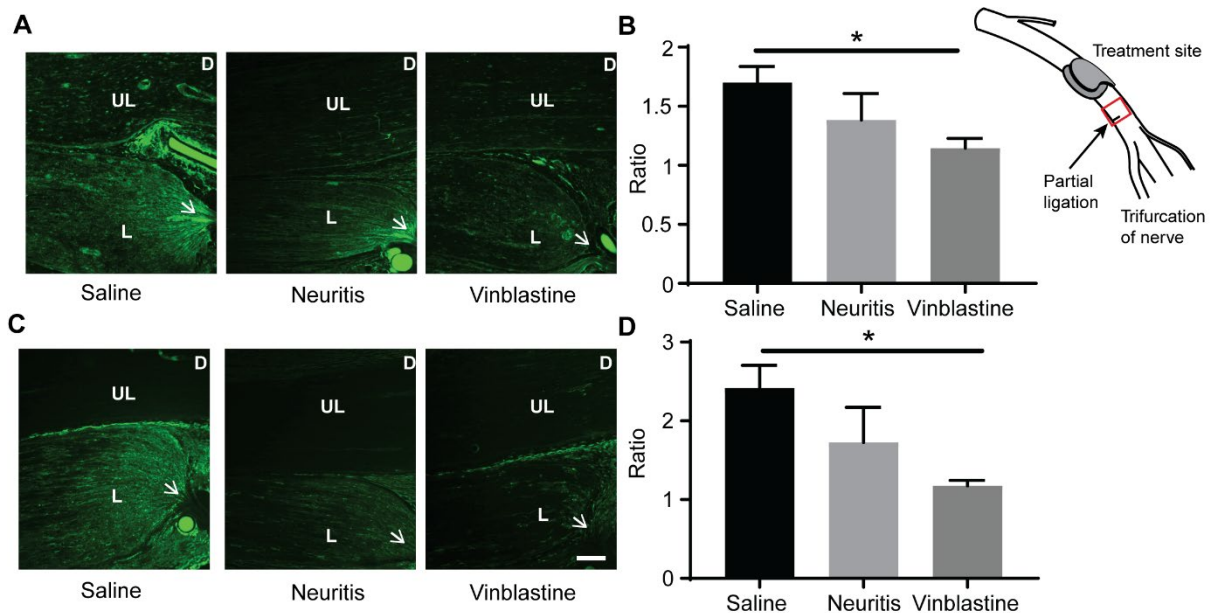 A
D
D
D
UL
UL
UL
L
L
L
Saline
Neuritis
Vinblastine
B
*
2
1.5
1
0.5
0
Ratio
Saline
Neuritis
Vinblastine
Treatment site
Partial
ligation
Trifurcation
of nerve
C
D
D
D
UL
UL
UL
L
L
L
Saline
Neuritis
Vinblastine
D
*
3
2
1
0
Ratio
Saline
Neuritis
Vinblastine